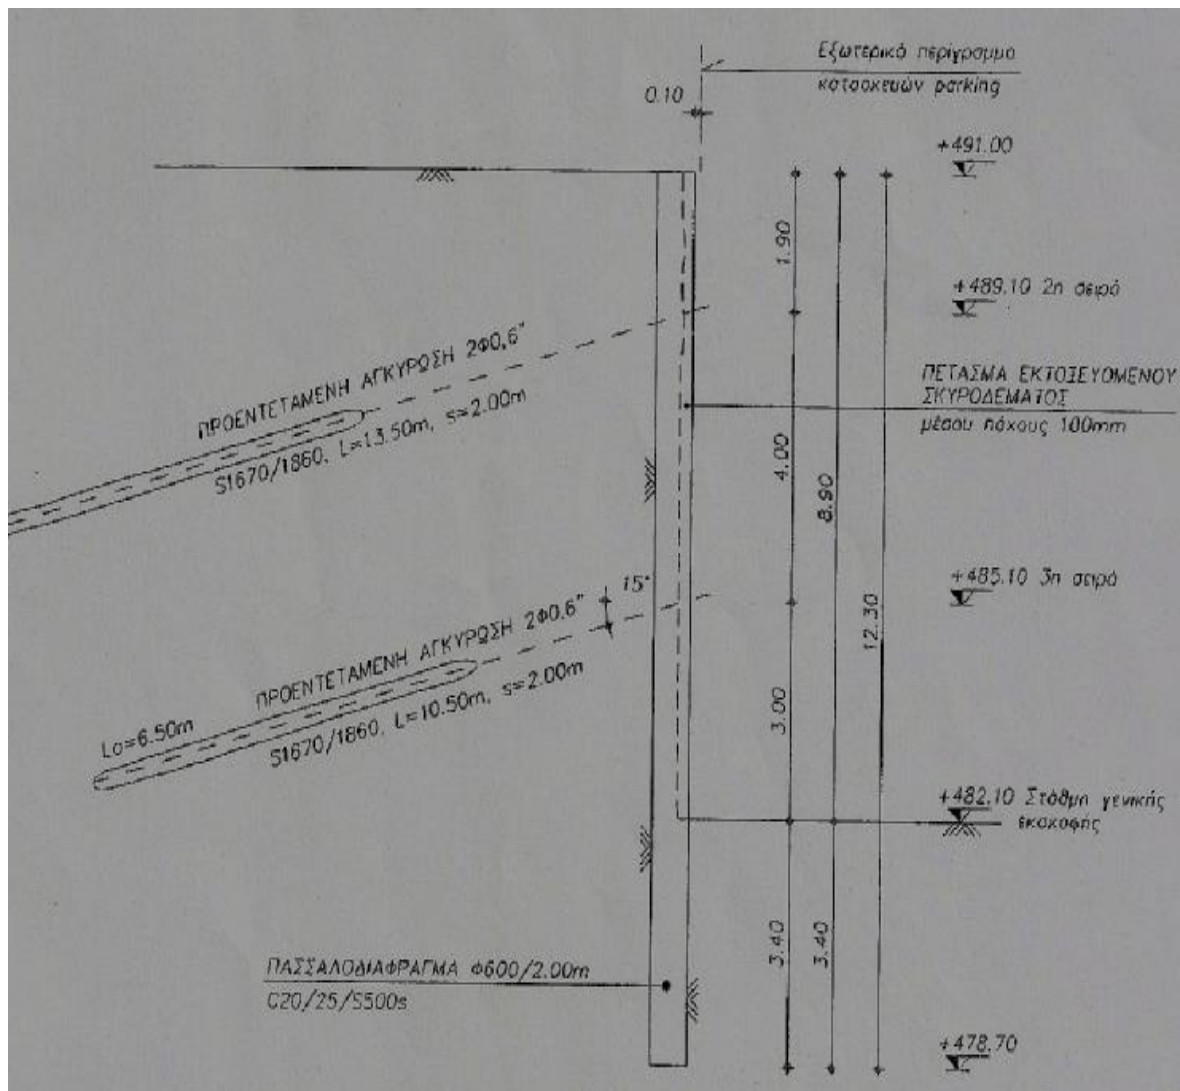 Εξωτερικό περίγραμμα
κατασκευών parking
0.10
+491.00
1.90
+489.10 2η σειρά
ΠΡΟΕΝΤΕΤΑΜΕΝΗ ΑΓΚΥΡΩΣΗ 2Φ0,6"
S1670/1860, L=13.50m, s=2.00m
ΠΕΤΑΣΜΑ ΕΚΤΟΞΕΥΟΜΕΝΟΥ
ΣΚΥΡΟΔΕΜΑΤΟΣ
μέσου πάχους 100mm
4.00
8.90
+485.10 3η σειρά
15°
12.30
ΠΡΟΕΝΤΕΤΑΜΕΝΗ ΑΓΚΥΡΩΣΗ 2Φ0,6"
Lo=6.50m
S1670/1860, L=10.50m, s=2.00m
3.00
+482.10 Στάθμη γενικής
εκσκαφής
3.40
3.40
ΠΑΣΣΑΛΟΔΙΑΦΡΑΓΜΑ Φ600/2.00m
C20/25/S500s
+478.70